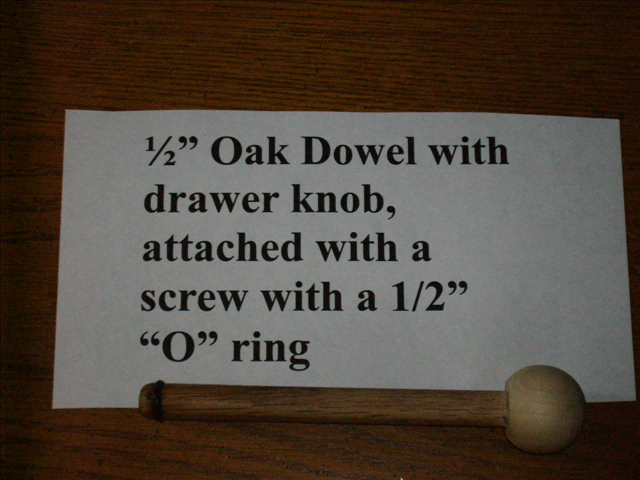 ½” Oak Dowel with
drawer knob,
attached with a
screw with a 1/2”
“O” ring